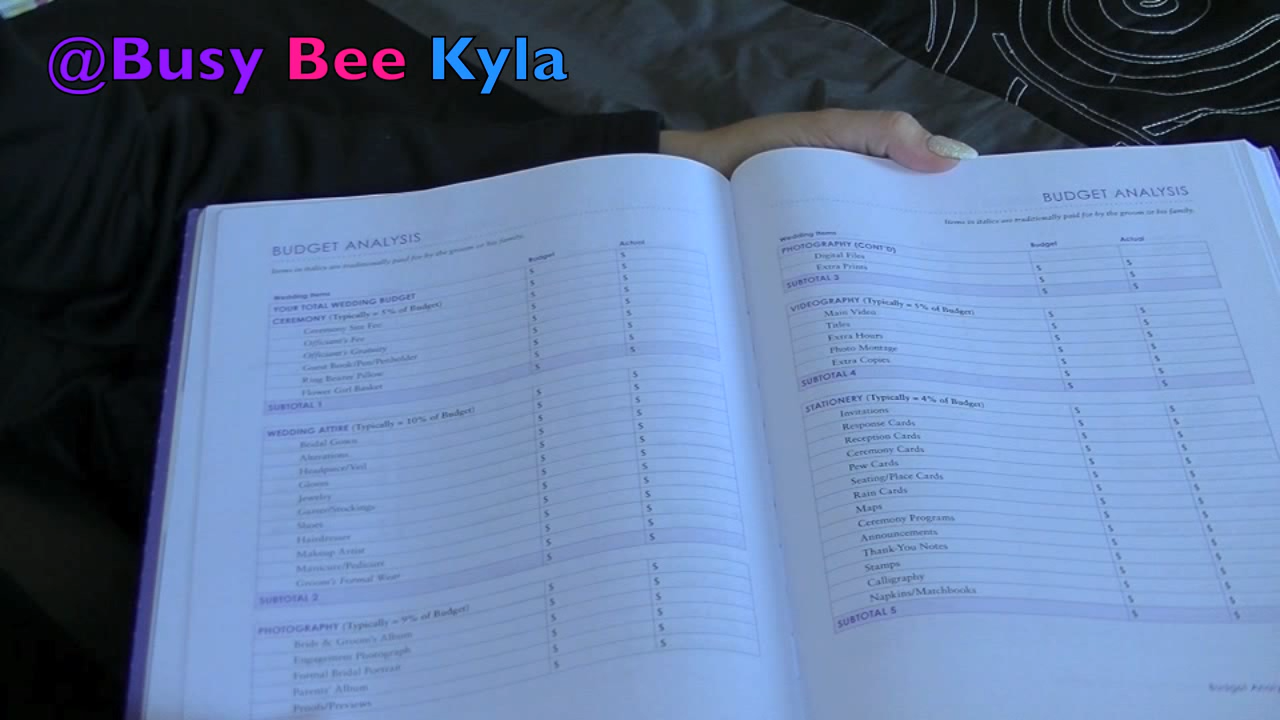 @Busy Bee Kyla
BUDGET ANALYSIS
Items in italics are traditionally paid for by the groom or his family.
Wedding Items Budget Actual
YOUR TOTAL WEDDING BUDGET $ $
CEREMONY (Typically = 5% of Budget) $ $
Ceremony Site Fee $ $
Officiant's Fee $ $
Officiant's Gratuity $ $
Guest Book/Pen/Penholder $ $
Ring Bearer Pillow $ $
Flower Girl Basket $ $
SUBTOTAL 1 $ $
WEDDING ATTIRE (Typically = 10% of Budget) $
Bridal Gown $ $
Alterations $ $
Headpiece/Veil $ $
Gloves $ $
Jewelry $ $
Garter/Stockings $ $
Shoes $ $
Hairdresser $ $
Makeup Artist $ $
Manicure/Pedicure $ $
Groom's Formal Wear $ $
SUBTOTAL 2 $ $
PHOTOGRAPHY (Typically = 9% of Budget) $
Bride & Groom's Album $ $
Engagement Photograph $ $
Formal Bridal Portrait $ $
Parents' Album $ $
Proofs/Previews $
BUDGET ANALYSIS
Items in italics are traditionally paid for by the groom or his family.
Wedding Items Budget Actual
PHOTOGRAPHY (CONT'D)
Digital Files $ $
Extra Prints $ $
SUBTOTAL 3 $ $
VIDEOGRAPHY (Typically = 5% of Budget)
Main Video $ $
Titles $ $
Extra Hours $ $
Photo Montage $ $
Extra Copies $ $
SUBTOTAL 4 $ $
STATIONERY (Typically = 4% of Budget)
Invitations $ $
Response Cards $ $
Reception Cards $ $
Ceremony Cards $ $
Pew Cards $ $
Seating/Place Cards $ $
Rain Cards $ $
Maps $ $
Ceremony Programs $ $
Announcements $ $
Thank-You Notes $ $
Stamps $ $
Calligraphy $ $
Napkins/Matchbooks $ $
SUBTOTAL 5 $ $
Budget Analy